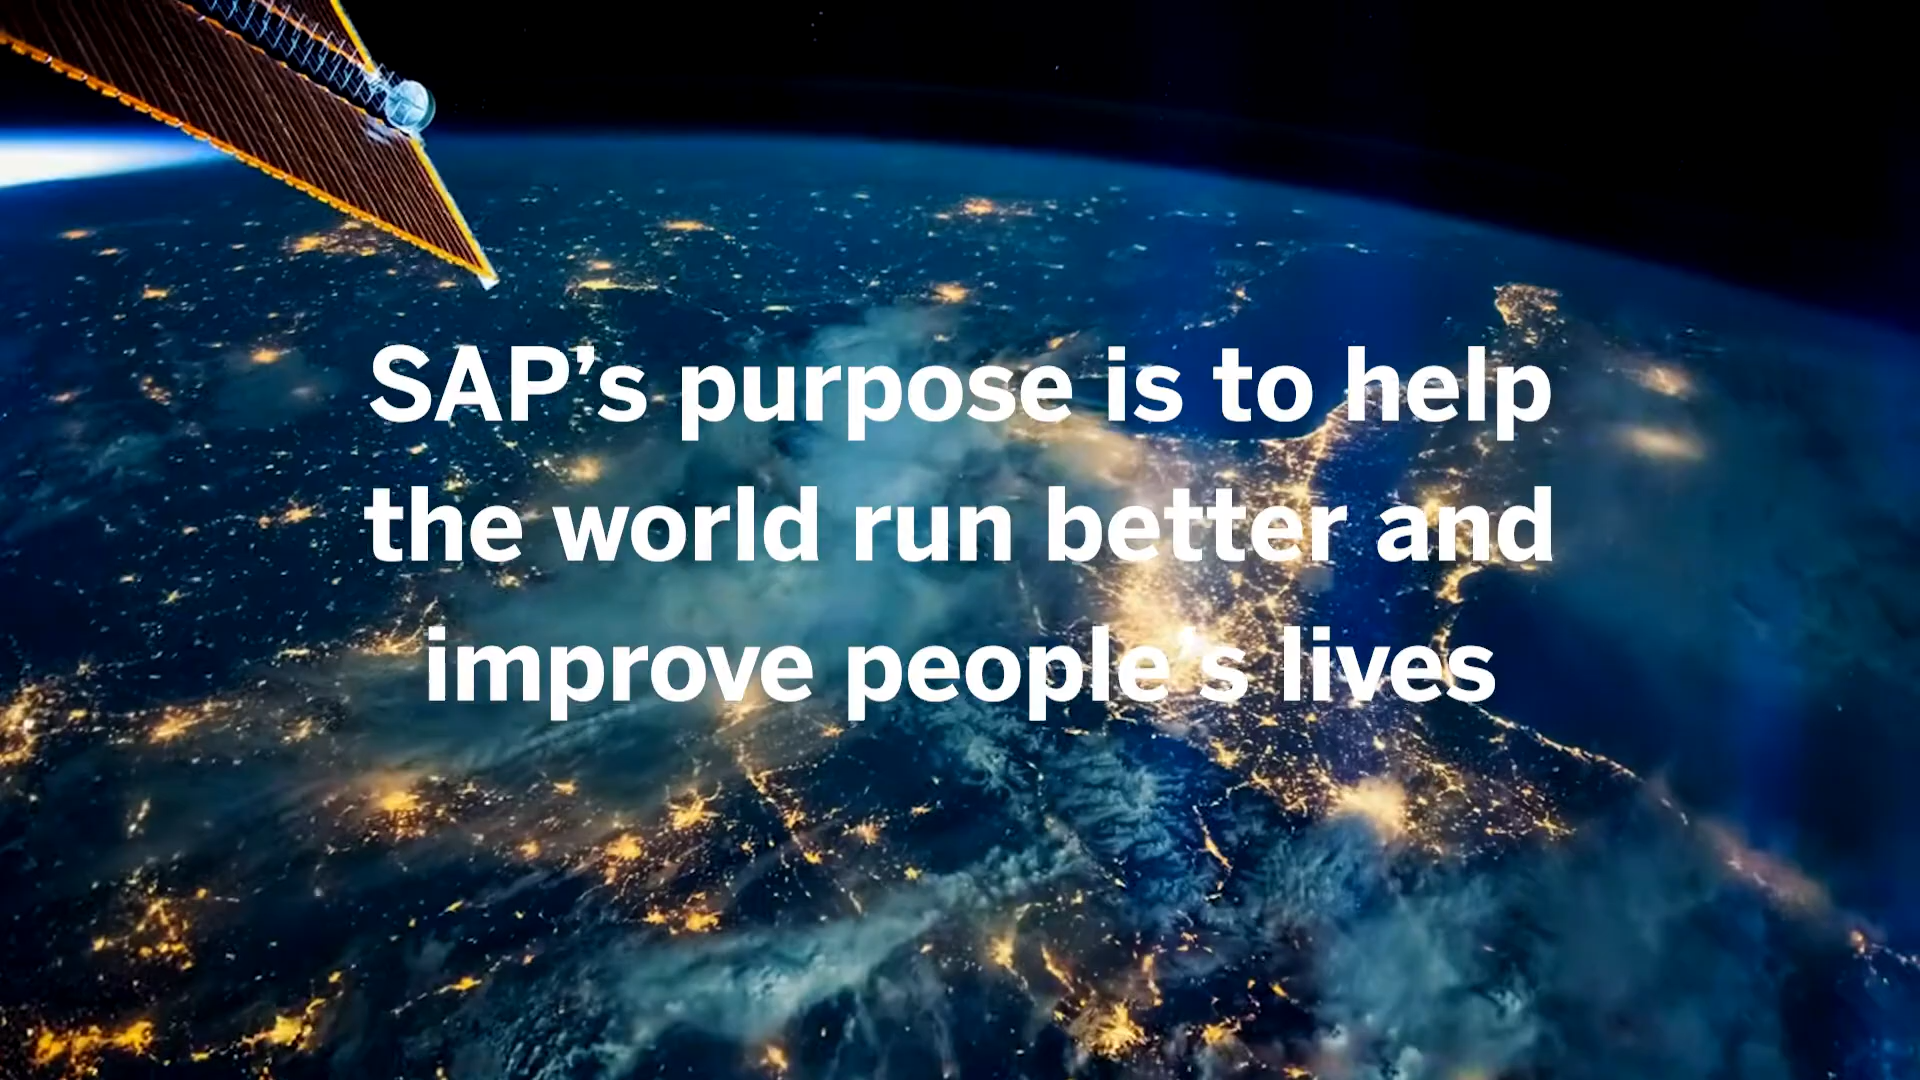 SAP’s purpose is to help
the world run better and
improve people’s lives